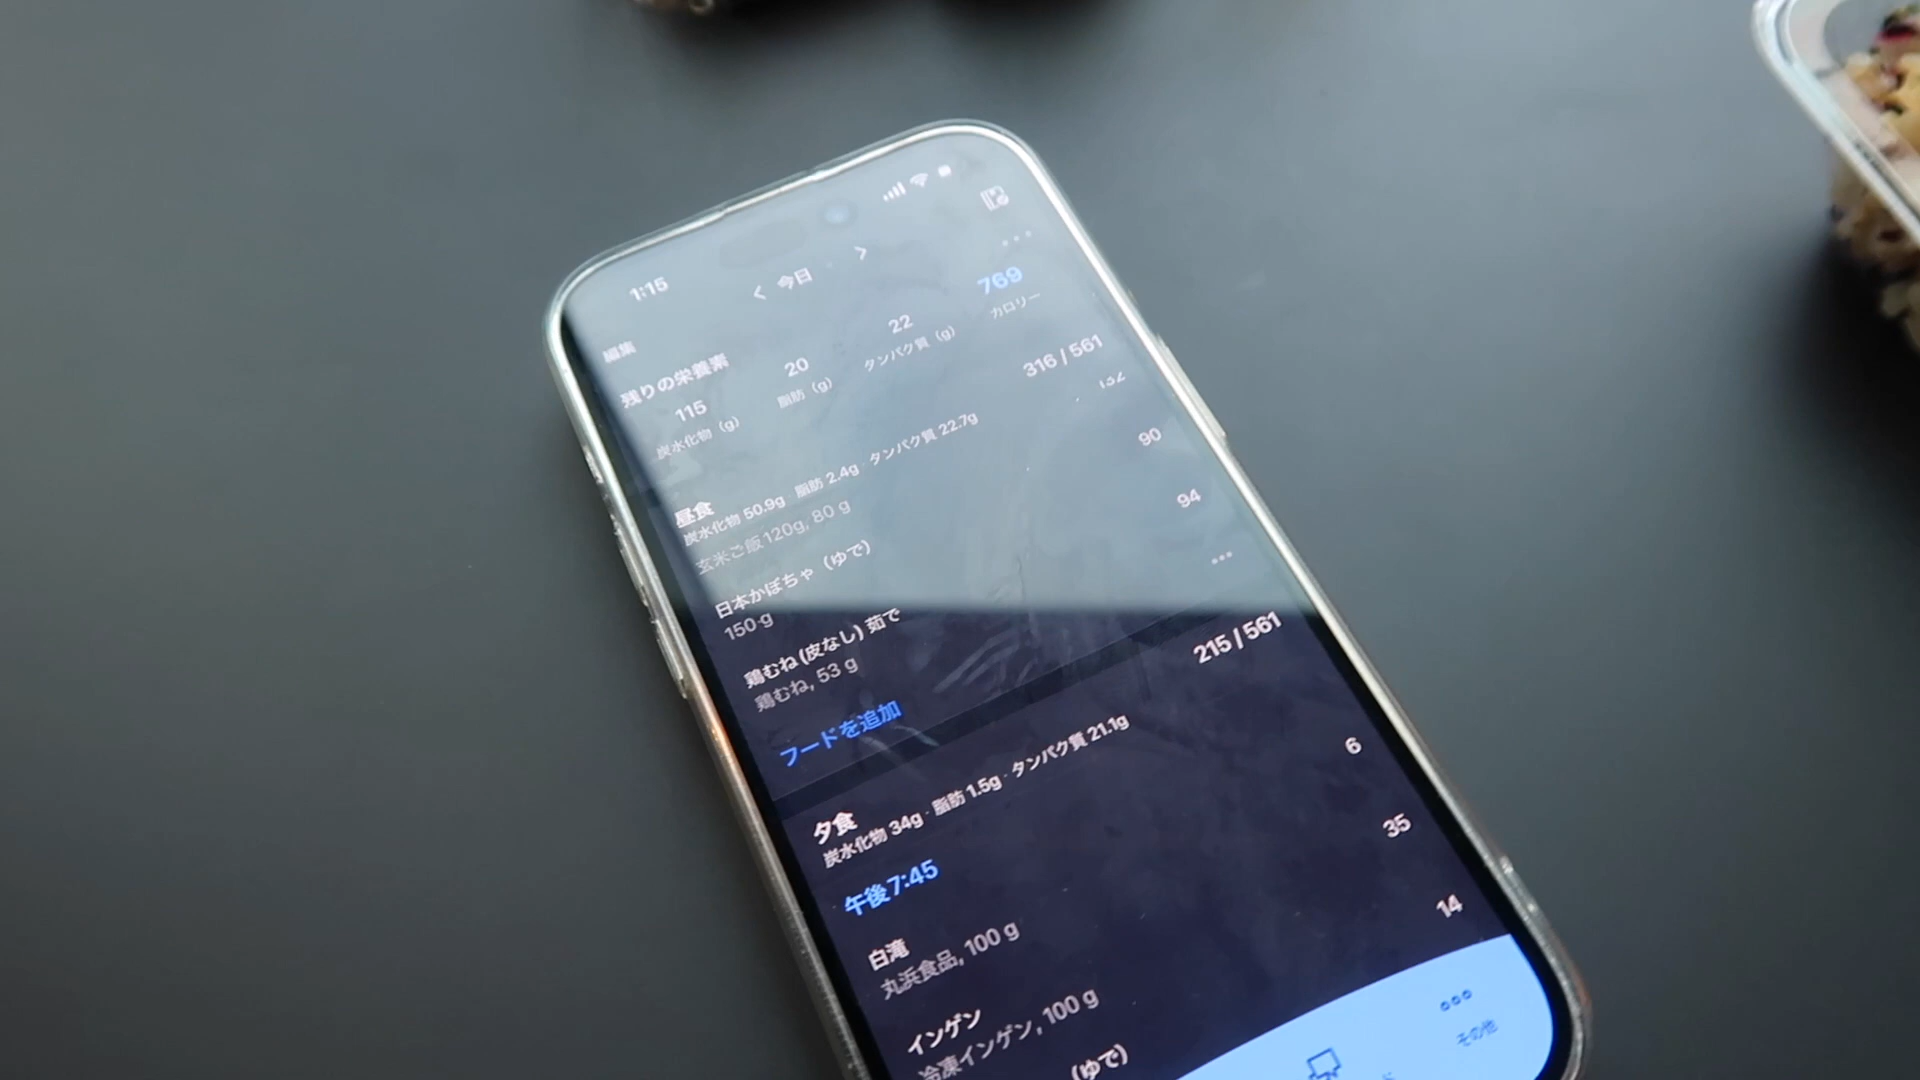 1:15
< 今日 >
編集
残りの栄養素
115
炭水化物 (g)
20
脂肪 (g)
22
タンパク質 (g)
769
カロリー
昼食
316 / 561
炭水化物 50.9g · 脂肪 2.4g · タンパク質 22.7g
132
玄米ご飯120g, 80 g
日本かぼちゃ (ゆで)
90
150 g
鶏むね(皮なし) 茹で
94
鶏むね, 53 g
フードを追加
夕食
215 / 561
炭水化物 34g · 脂肪 1.5g · タンパク質 21.1g
午後7:45
白滝
6
丸浜食品, 100 g
インゲン
35
冷凍インゲン, 100 g
(ゆで)
14
その他